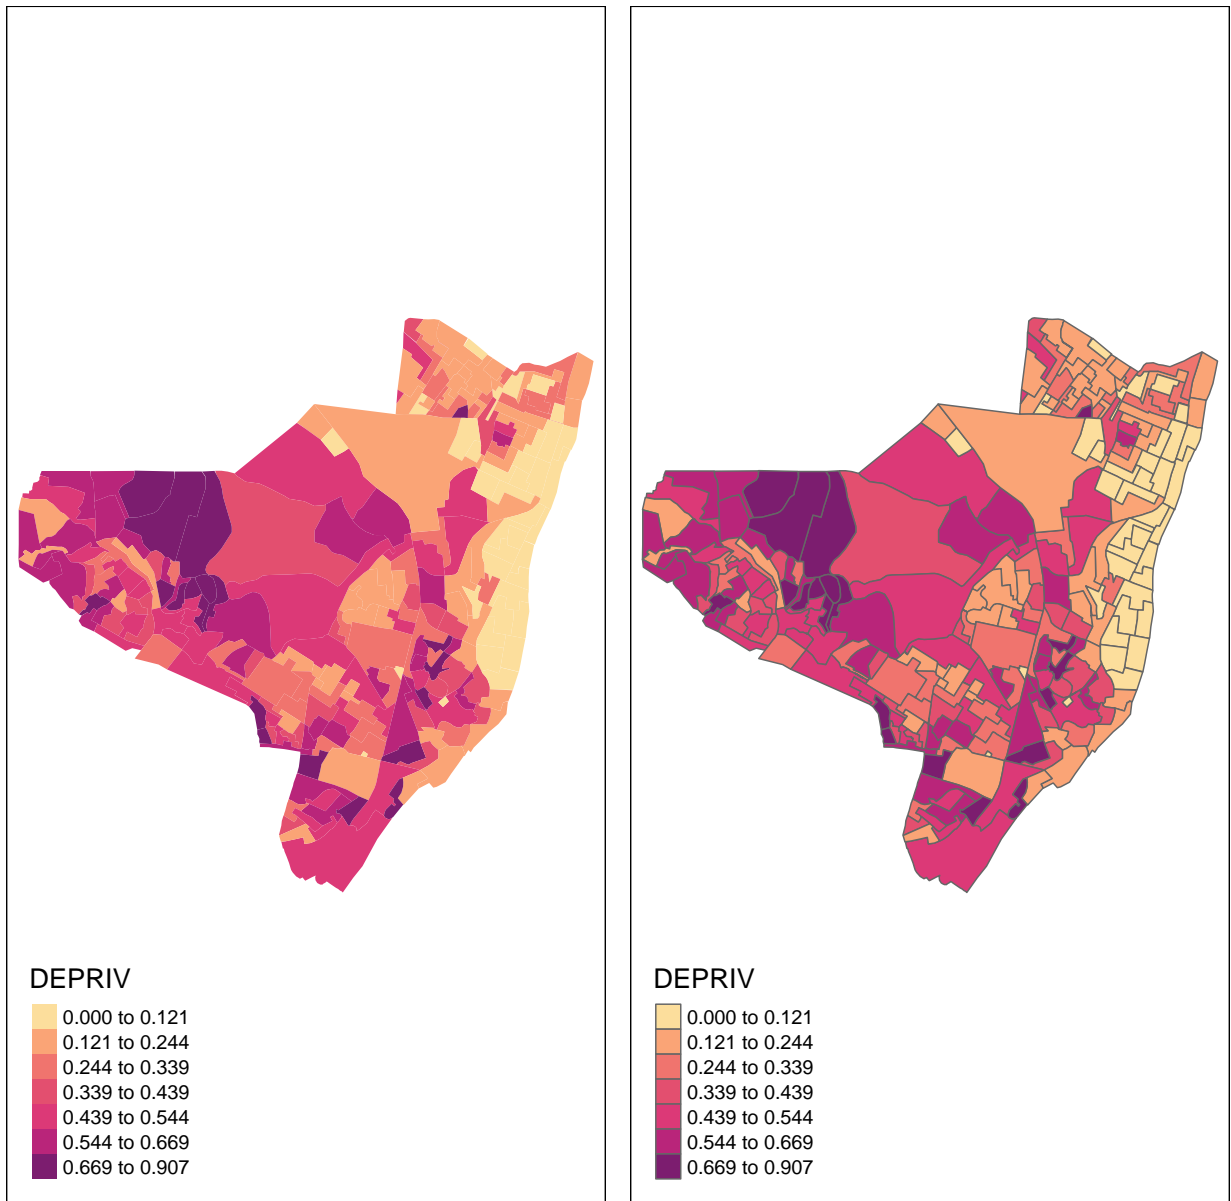 DEPRIV
0.000 to 0.121
0.121 to 0.244
0.244 to 0.339
0.339 to 0.439
0.439 to 0.544
0.544 to 0.669
0.669 to 0.907
DEPRIV
0.000 to 0.121
0.121 to 0.244
0.244 to 0.339
0.339 to 0.439
0.439 to 0.544
0.544 to 0.669
0.669 to 0.907